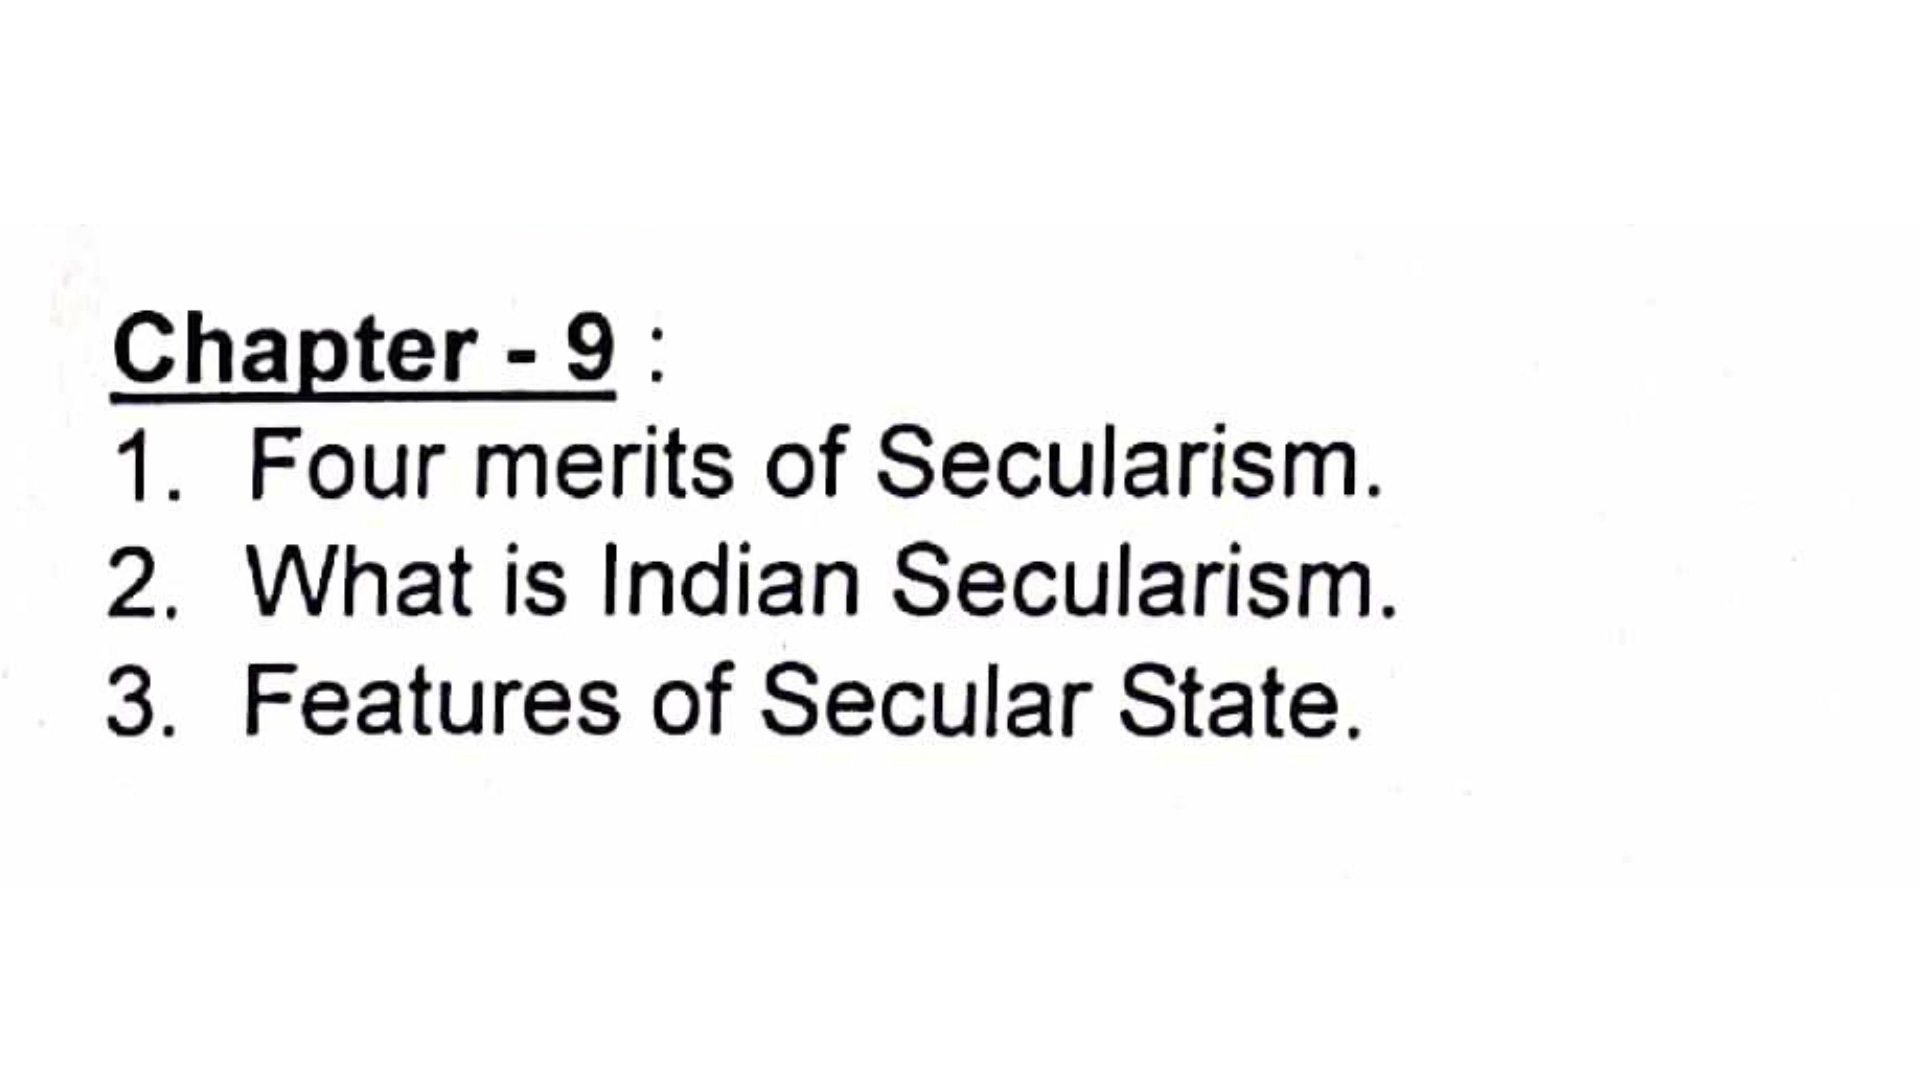 Chapter - 9 :
1. Four merits of Secularism.
2. What is Indian Secularism.
3. Features of Secular State.